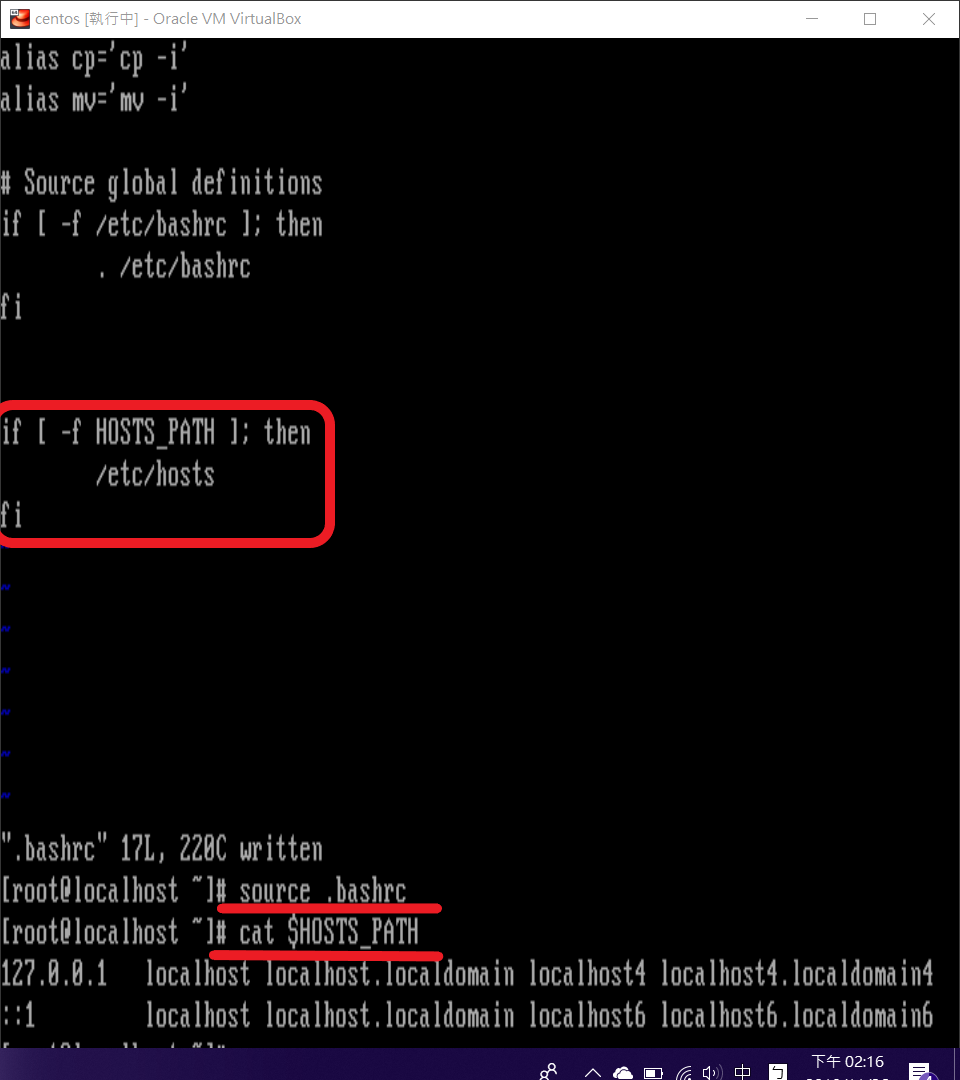 centos [執行中] - Oracle VM VirtualBox
alias cp='cp -i'
alias mv='mv -i'
# Source global definitions
if [ -f /etc/bashrc ]; then
. /etc/bashrc
fi
if [ -f HOSTS_PATH ]; then
/etc/hosts
fi
~
~
~
~
~
~
".bashrc" 17L, 220C written
[root@localhost ~]# source .bashrc
[root@localhost ~]# cat $HOSTS_PATH
127.0.0.1 localhost localhost.localdomain localhost4 localhost4.localdomain4
::1 localhost localhost.localdomain localhost6 localhost6.localdomain6
中 ㄅ 下午 02:16